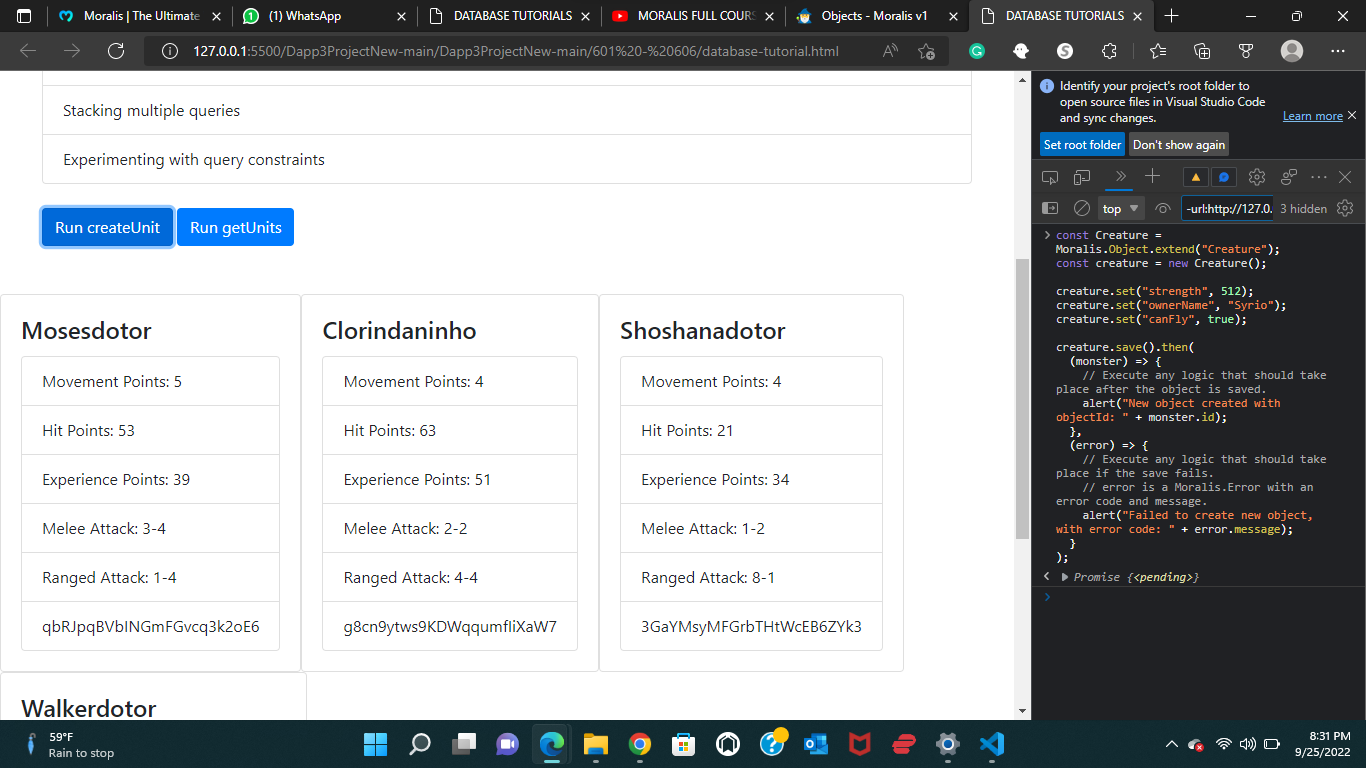 Moralis | The Ultimate
(1) WhatsApp
DATABASE TUTORIALS
MORALIS FULL COURS
Objects - Moralis v1
DATABASE TUTORIALS
127.0.0.1:5500/Dapp3ProjectNew-main/Dapp3ProjectNew-main/601%20-%20606/database-tutorial.html
Stacking multiple queries
Experimenting with query constraints
Run createUnit
Run getUnits
Mosesdotor
Movement Points: 5
Hit Points: 53
Experience Points: 39
Melee Attack: 3-4
Ranged Attack: 1-4
qbRJpqBVbINGmFGvcq3k2oE6
Clorindaninho
Movement Points: 4
Hit Points: 63
Experience Points: 51
Melee Attack: 2-2
Ranged Attack: 4-4
g8cn9ytws9KDWqqumfIiXaW7
Shoshanadotor
Movement Points: 4
Hit Points: 21
Experience Points: 34
Melee Attack: 1-2
Ranged Attack: 8-1
3GaYMsyMFGrbTHtWcEB6ZYk3
Walkerdotor
Identify your project's root folder to
open source files in Visual Studio Code
and sync changes.
Learn more
Set root folder
Don't show again
top
-url:http://127.0.
3 hidden
const Creature =
Moralis.Object.extend("Creature");
const creature = new Creature();
creature.set("strength", 512);
creature.set("ownerName", "Syrio");
creature.set("canFly", true);
creature.save().then(
(monster) => {
// Execute any logic that should take
place after the object is saved.
alert("New object created with
objectId: " + monster.id);
},
(error) => {
// Execute any logic that should take
place if the save fails.
// error is a Moralis.Error with an
error code and message.
alert("Failed to create new object,
with error code: " + error.message);
}
);
Promise {<pending>}
59°F
Rain to stop
8:31 PM
9/25/2022